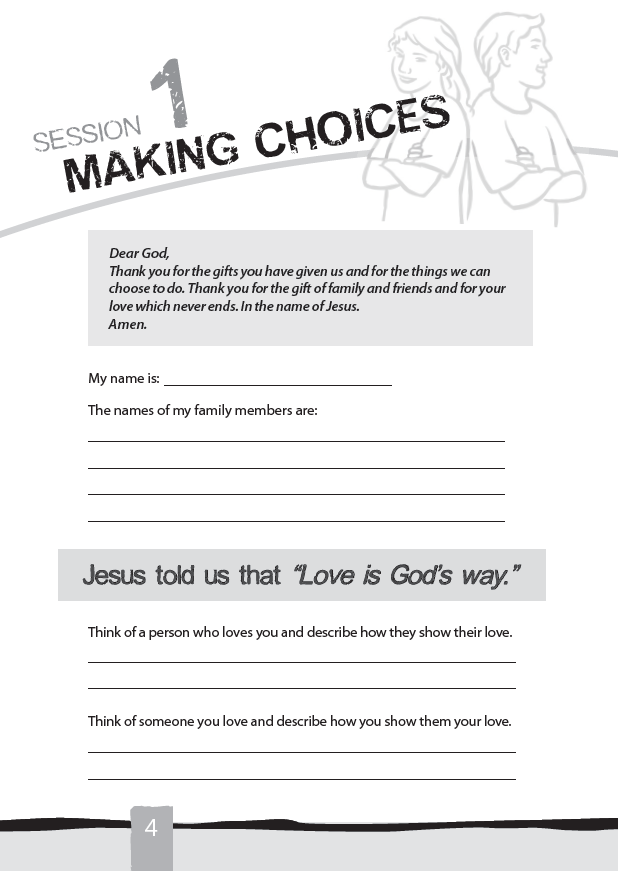 SESSION 1
MAKING CHOICES
Dear God,
Thank you for the gifts you have given us and for the things we can
choose to do. Thank you for the gift of family and friends and for your
love which never ends. In the name of Jesus.
Amen.
My name is:
The names of my family members are:
Jesus told us that “Love is God’s way.”
Think of a person who loves you and describe how they show their love.
Think of someone you love and describe how you show them your love.
4